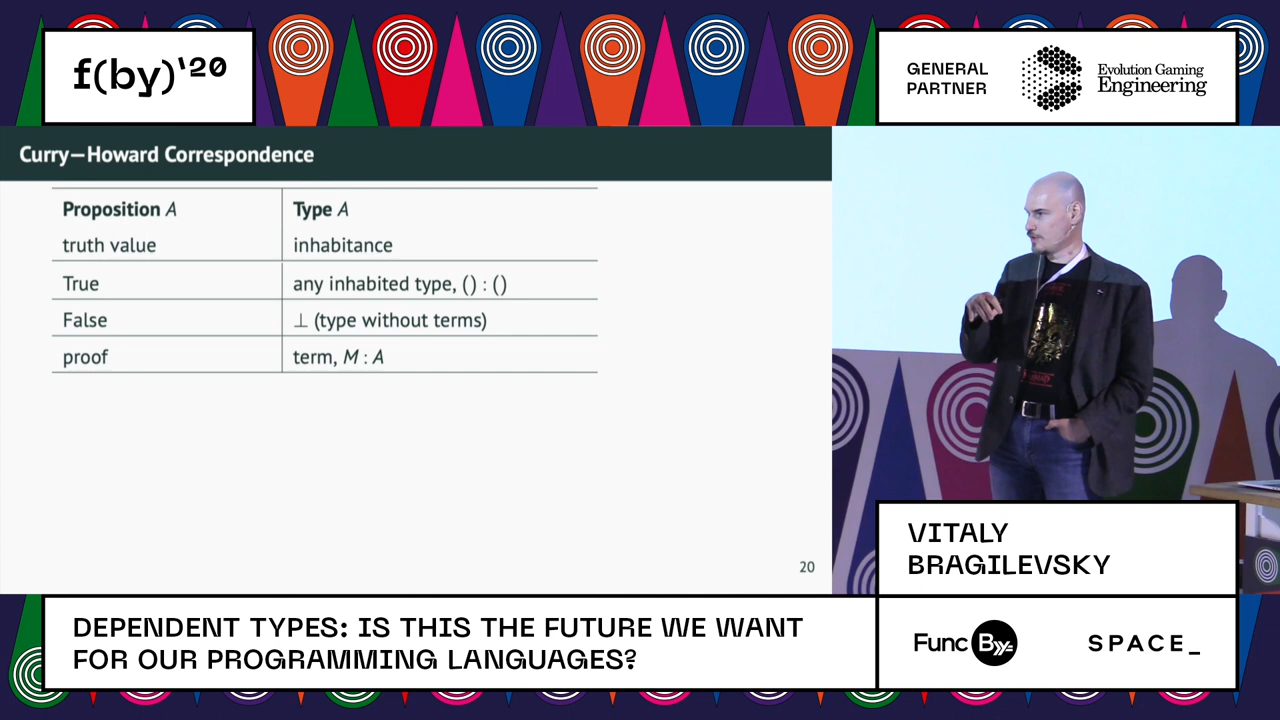 f(by)'20
GENERAL
PARTNER
Evolution Gaming
Engineering
Curry—Howard Correspondence
Proposition A
Type A
truth value
inhabitance
True
any inhabited type, () : ()
False
⊥ (type without terms)
proof
term, M : A
20
VITALY
BRAGILEVSKY
DEPENDENT TYPES: IS THIS THE FUTURE WE WANT
FOR OUR PROGRAMMING LANGUAGES?
Func By
SPACE_